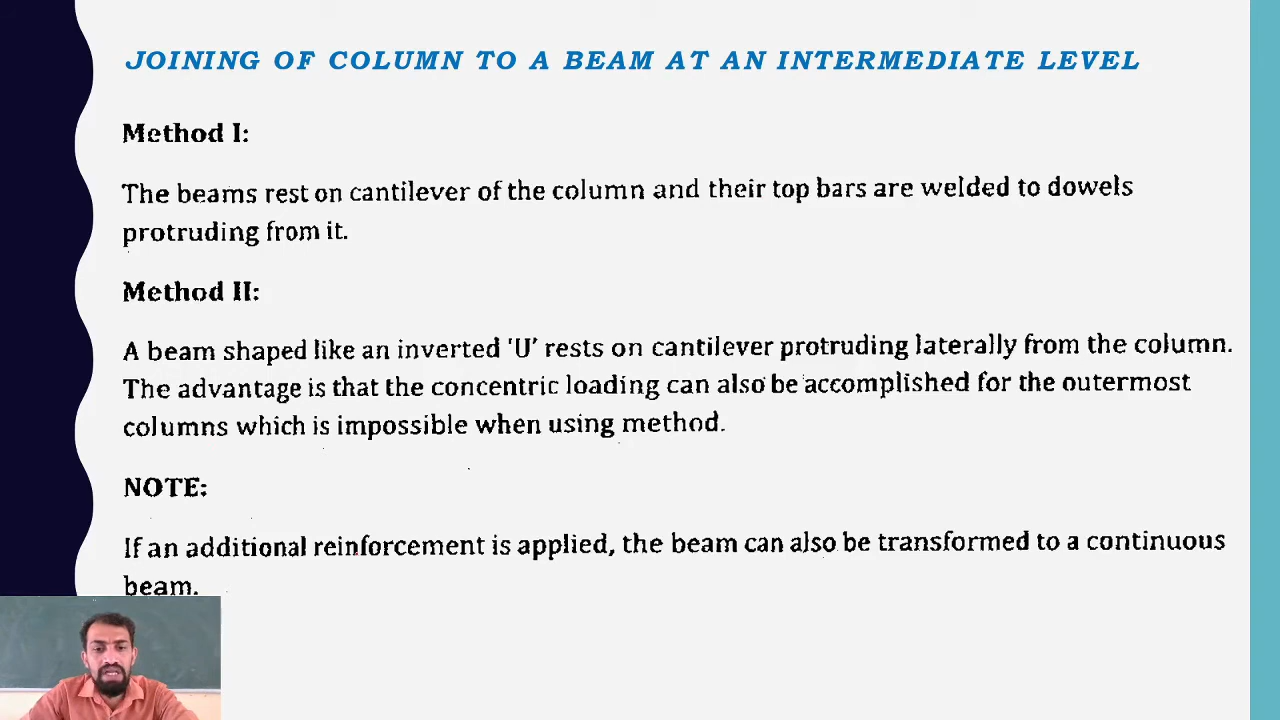 JOINING OF COLUMN TO A BEAM AT AN INTERMEDIATE LEVEL
Method I:
The beams rest on cantilever of the column and their top bars are welded to dowels
protruding from it.
Method II:
A beam shaped like an inverted 'U' rests on cantilever protruding laterally from the column.
The advantage is that the concentric loading can also be accomplished for the outermost
columns which is impossible when using method.
NOTE:
If an additional reinforcement is applied, the beam can also be transformed to a continuous
beam.